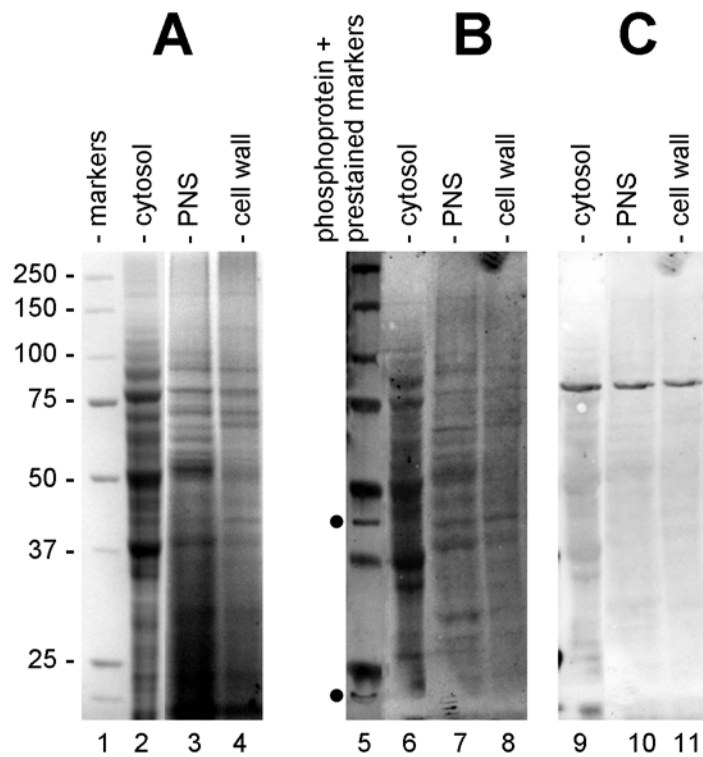 A
B
C
- markers
- cytosol
- PNS
- cell wall
phosphoprotein +
prestained markers
- cytosol
- PNS
- cell wall
- cytosol
- PNS
- cell wall
250 -
150 -
100 -
75 -
50 -
37 -
25 -
1 2 3 4 5 6 7 8 9 10 11